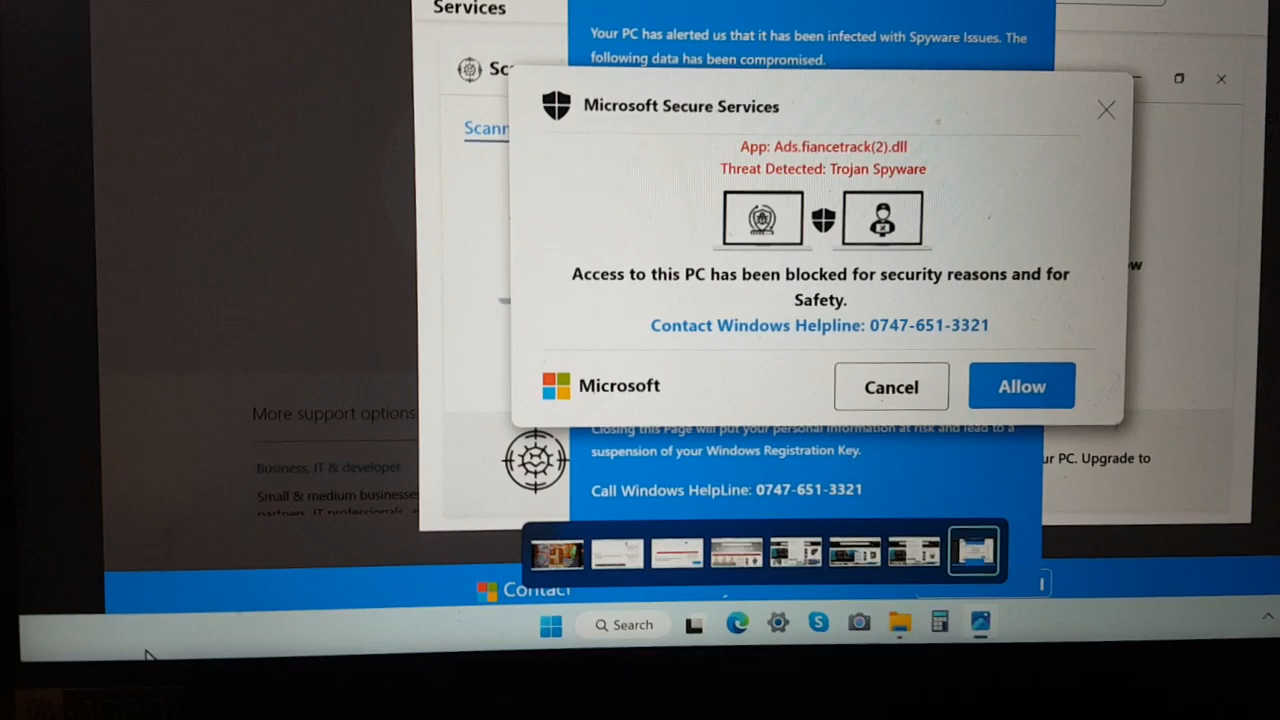 Services
Your PC has alerted us that it has been infected with Spyware Issues. The
following data has been compromised.
Microsoft Secure Services
App: Ads.fiancetrack(2).dll
Threat Detected: Trojan Spyware
Access to this PC has been blocked for security reasons and for
Safety.
Contact Windows Helpline: 0747-651-3321
Microsoft
Cancel
Allow
More support options
Closing this Page will put your personal information at risk and lead to a
suspension of your Windows Registration Key.
Business, IT & developer
ur PC. Upgrade to
Call Windows HelpLine: 0747-651-3321
Small & medium businesse
partners, IT professionals,
Contact
Search